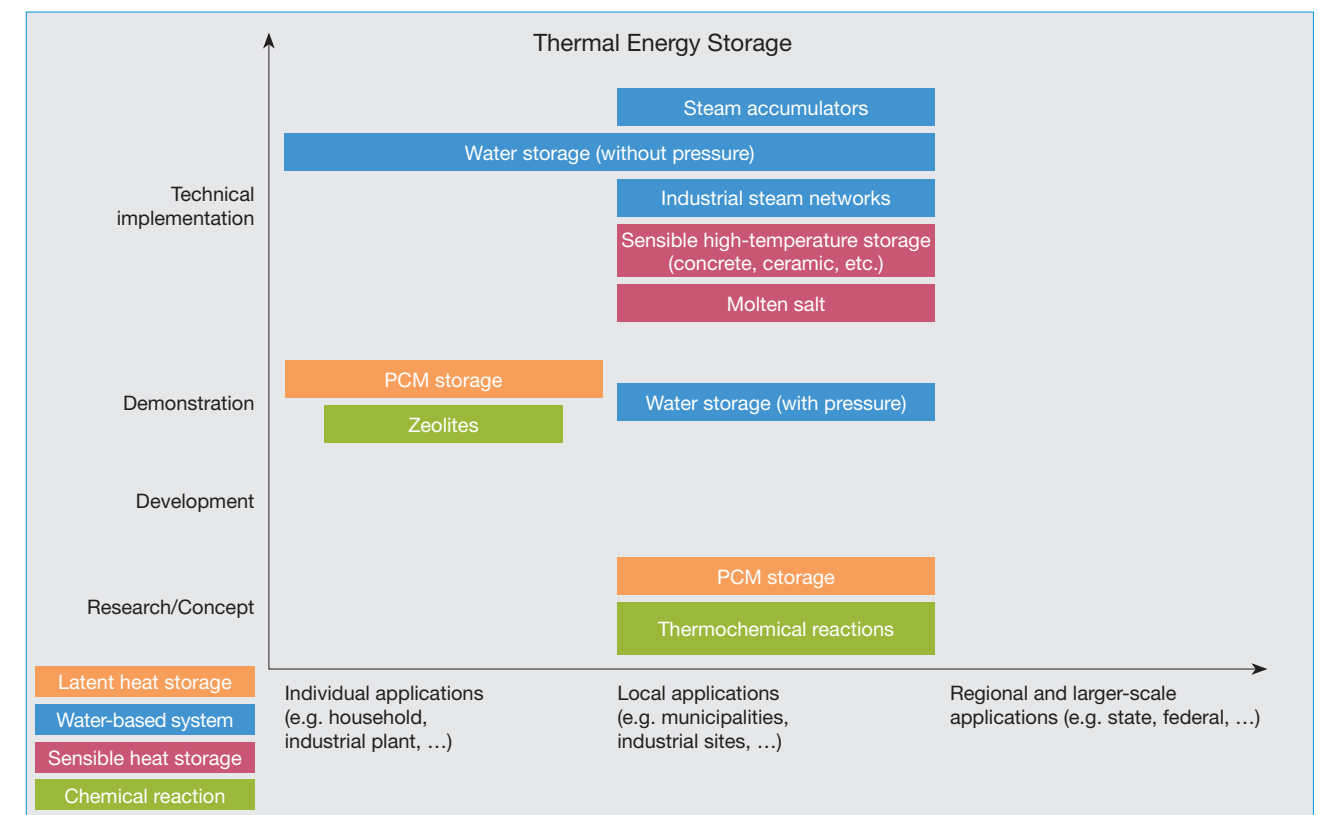 Thermal Energy Storage
Steam accumulators
Water storage (without pressure)
Technical
implementation
Industrial steam networks
Sensible high-temperature storage
(concrete, ceramic, etc.)
Molten salt
PCM storage
Demonstration
Water storage (with pressure)
Zeolites
Development
PCM storage
Research/Concept
Thermochemical reactions
Latent heat storage
Water-based system
Sensible heat storage
Chemical reaction
Individual applications
(e.g. household,
industrial plant, …)
Local applications
(e.g. municipalities,
industrial sites, …)
Regional and larger-scale
applications (e.g. state, federal, …)